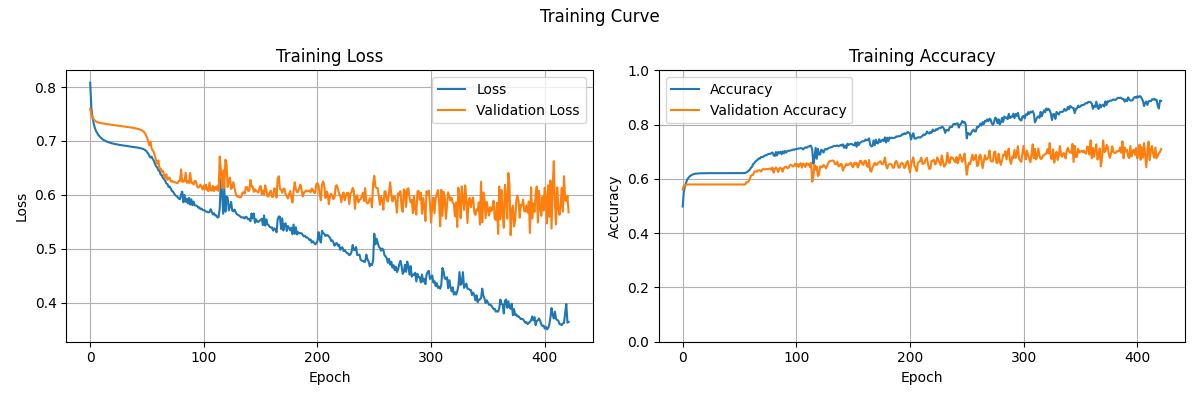 Training Curve
Training Loss
Loss
Validation Loss
0.8
0.7
0.6
0.5
0.4
Loss
0
100
200
300
400
Epoch
Training Accuracy
Accuracy
Validation Accuracy
1.0
0.8
0.6
0.4
0.2
0.0
Accuracy
0
100
200
300
400
Epoch